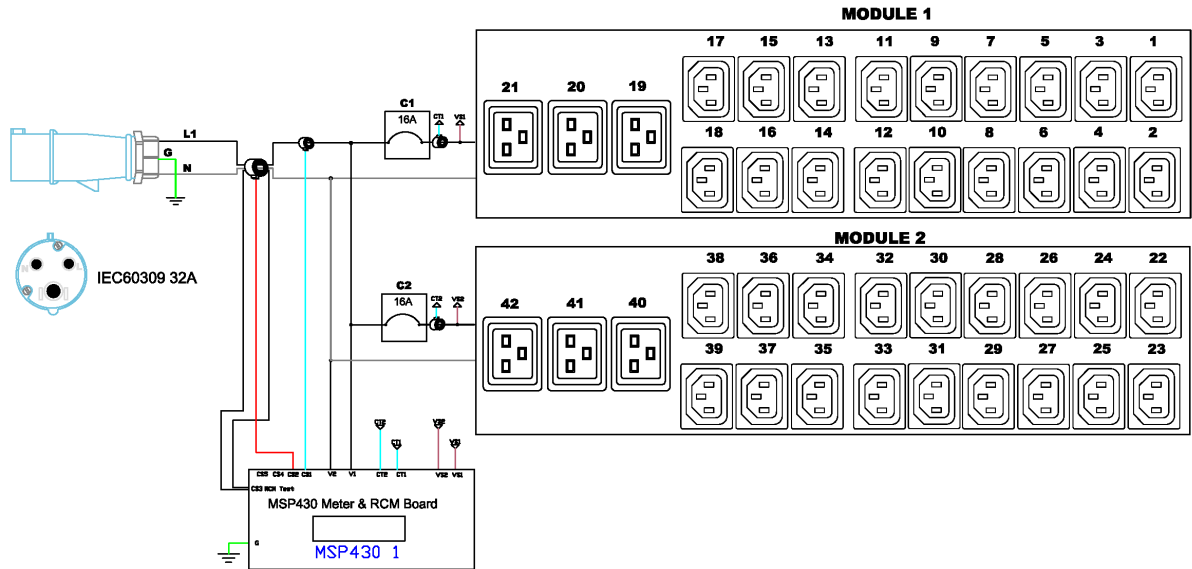 MODULE 1
17 15 13 11 9 7 5 3 1
21 20 19
C1
16A
CT1 VS1
L1
G
N
18 16 14 12 10 8 6 4 2
MODULE 2
N L
IEC60309 32A
38 36 34 32 30 28 26 24 22
C2
16A
CT2 VS2
42 41 40
39 37 35 33 31 29 27 25 23
CT2 CT1 VS2 VS1
CS5 CS4 CS2 CS1 V2 V1 CT2 CT1 VS2 VS1
CS3 RCM Test
MSP430 Meter & RCM Board
G
MSP430 1